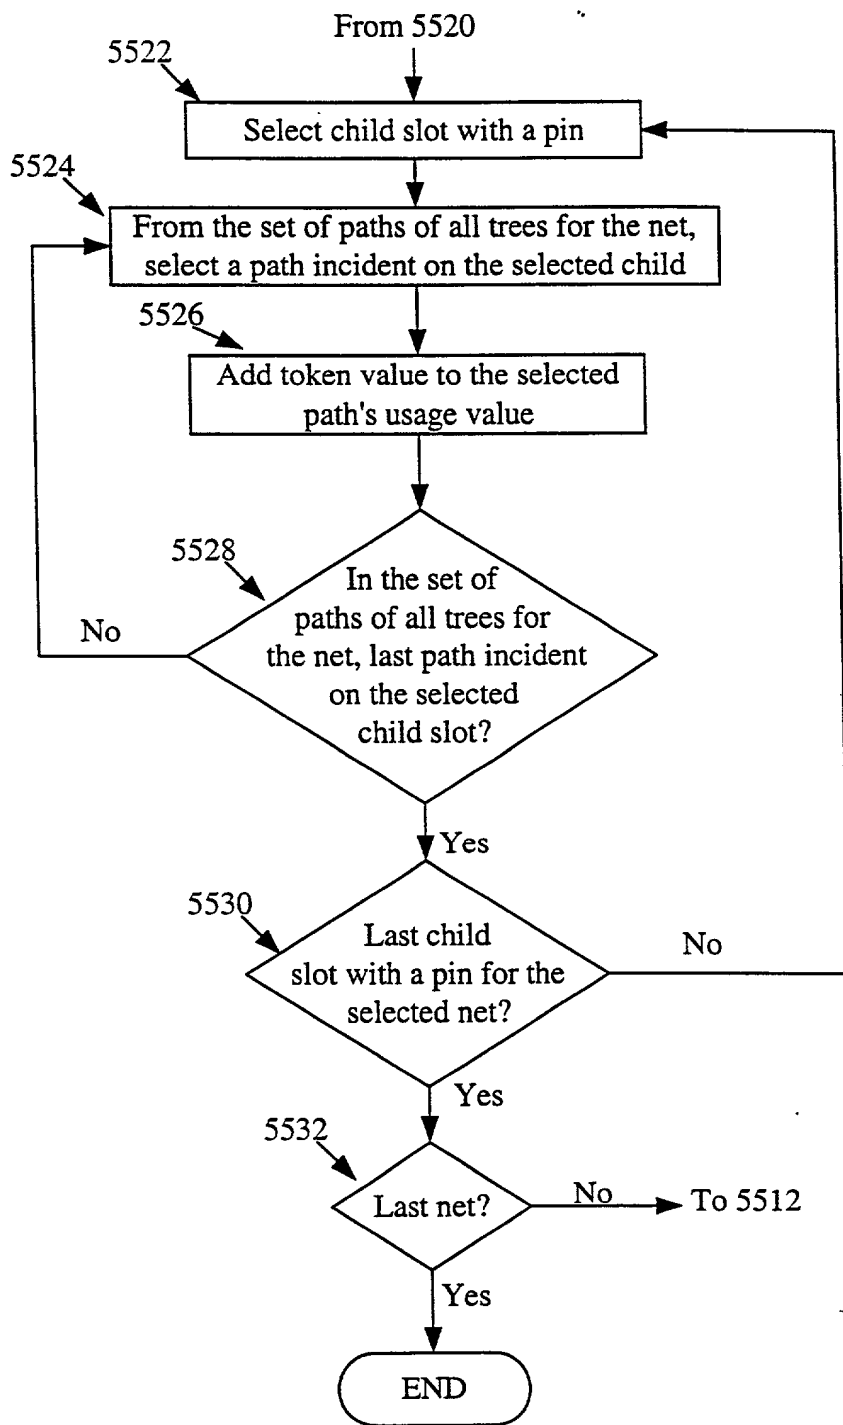 From 5520
5522
Select child slot with a pin
5524
From the set of paths of all trees for the net,
select a path incident on the selected child
5526
Add token value to the selected
path's usage value
5528
In the set of
paths of all trees for
the net, last path incident
on the selected
child slot?
No
Yes
5530
Last child
slot with a pin for the
selected net?
No
Yes
5532
Last net?
No
To 5512
Yes
END